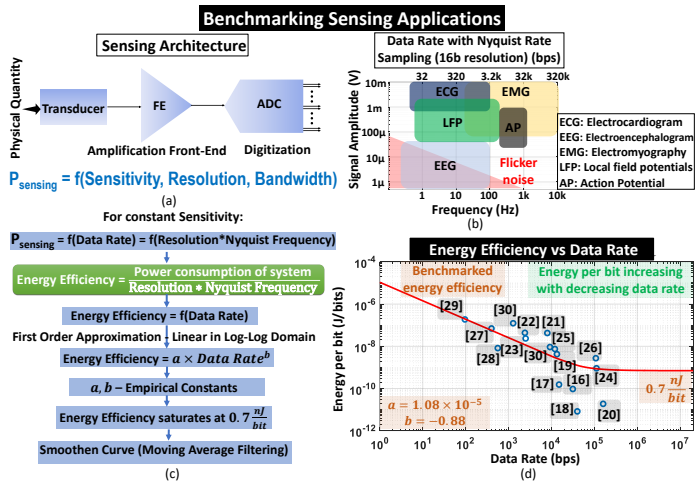 Benchmarking Sensing Applications
Sensing Architecture
Physical Quantity
Transducer
FE
ADC
Amplification Front-End
Digitization
P_sensing = f(Sensitivity, Resolution, Bandwidth)
(a)
Data Rate with Nyquist Rate
Sampling (16b resolution) (bps)
32 320 3.2k 32k 320k
Signal Amplitude (V)
10m
1m
100µ
10µ
1µ
ECG
EMG
LFP
AP
EEG
Flicker
noise
1 10 100 1k 10k
Frequency (Hz)
(b)
ECG: Electrocardiogram
EEG: Electroencephalogram
EMG: Electromyography
LFP: Local field potentials
AP: Action Potential
For constant Sensitivity:
P_sensing = f(Data Rate) = f(Resolution*Nyquist Frequency)
Energy Efficiency = Power consumption of system / Resolution * Nyquist Frequency
Energy Efficiency = f(Data Rate)
First Order Approximation
Linear in Log-Log Domain
Energy Efficiency = a × Data Rate^b
a, b – Empirical Constants
Energy Efficiency saturates at 0.7 nJ/bit
Smoothen Curve (Moving Average Filtering)
(c)
Energy Efficiency vs Data Rate
Energy per bit (J/bits)
10^-4
10^-6
10^-8
10^-10
10^-12
Benchmarked
energy efficiency
Energy per bit increasing
with decreasing data rate
[29]
[30]
[27]
[22]
[21]
[28]
[23]
[25]
[30]
[19]
[26]
[24]
[17]
[16]
[18]
[20]
0.7 nJ/bit
a = 1.08 × 10^-5
b = −0.88
10^0 10^1 10^2 10^3 10^4 10^5 10^6 10^7
Data Rate (bps)
(d)